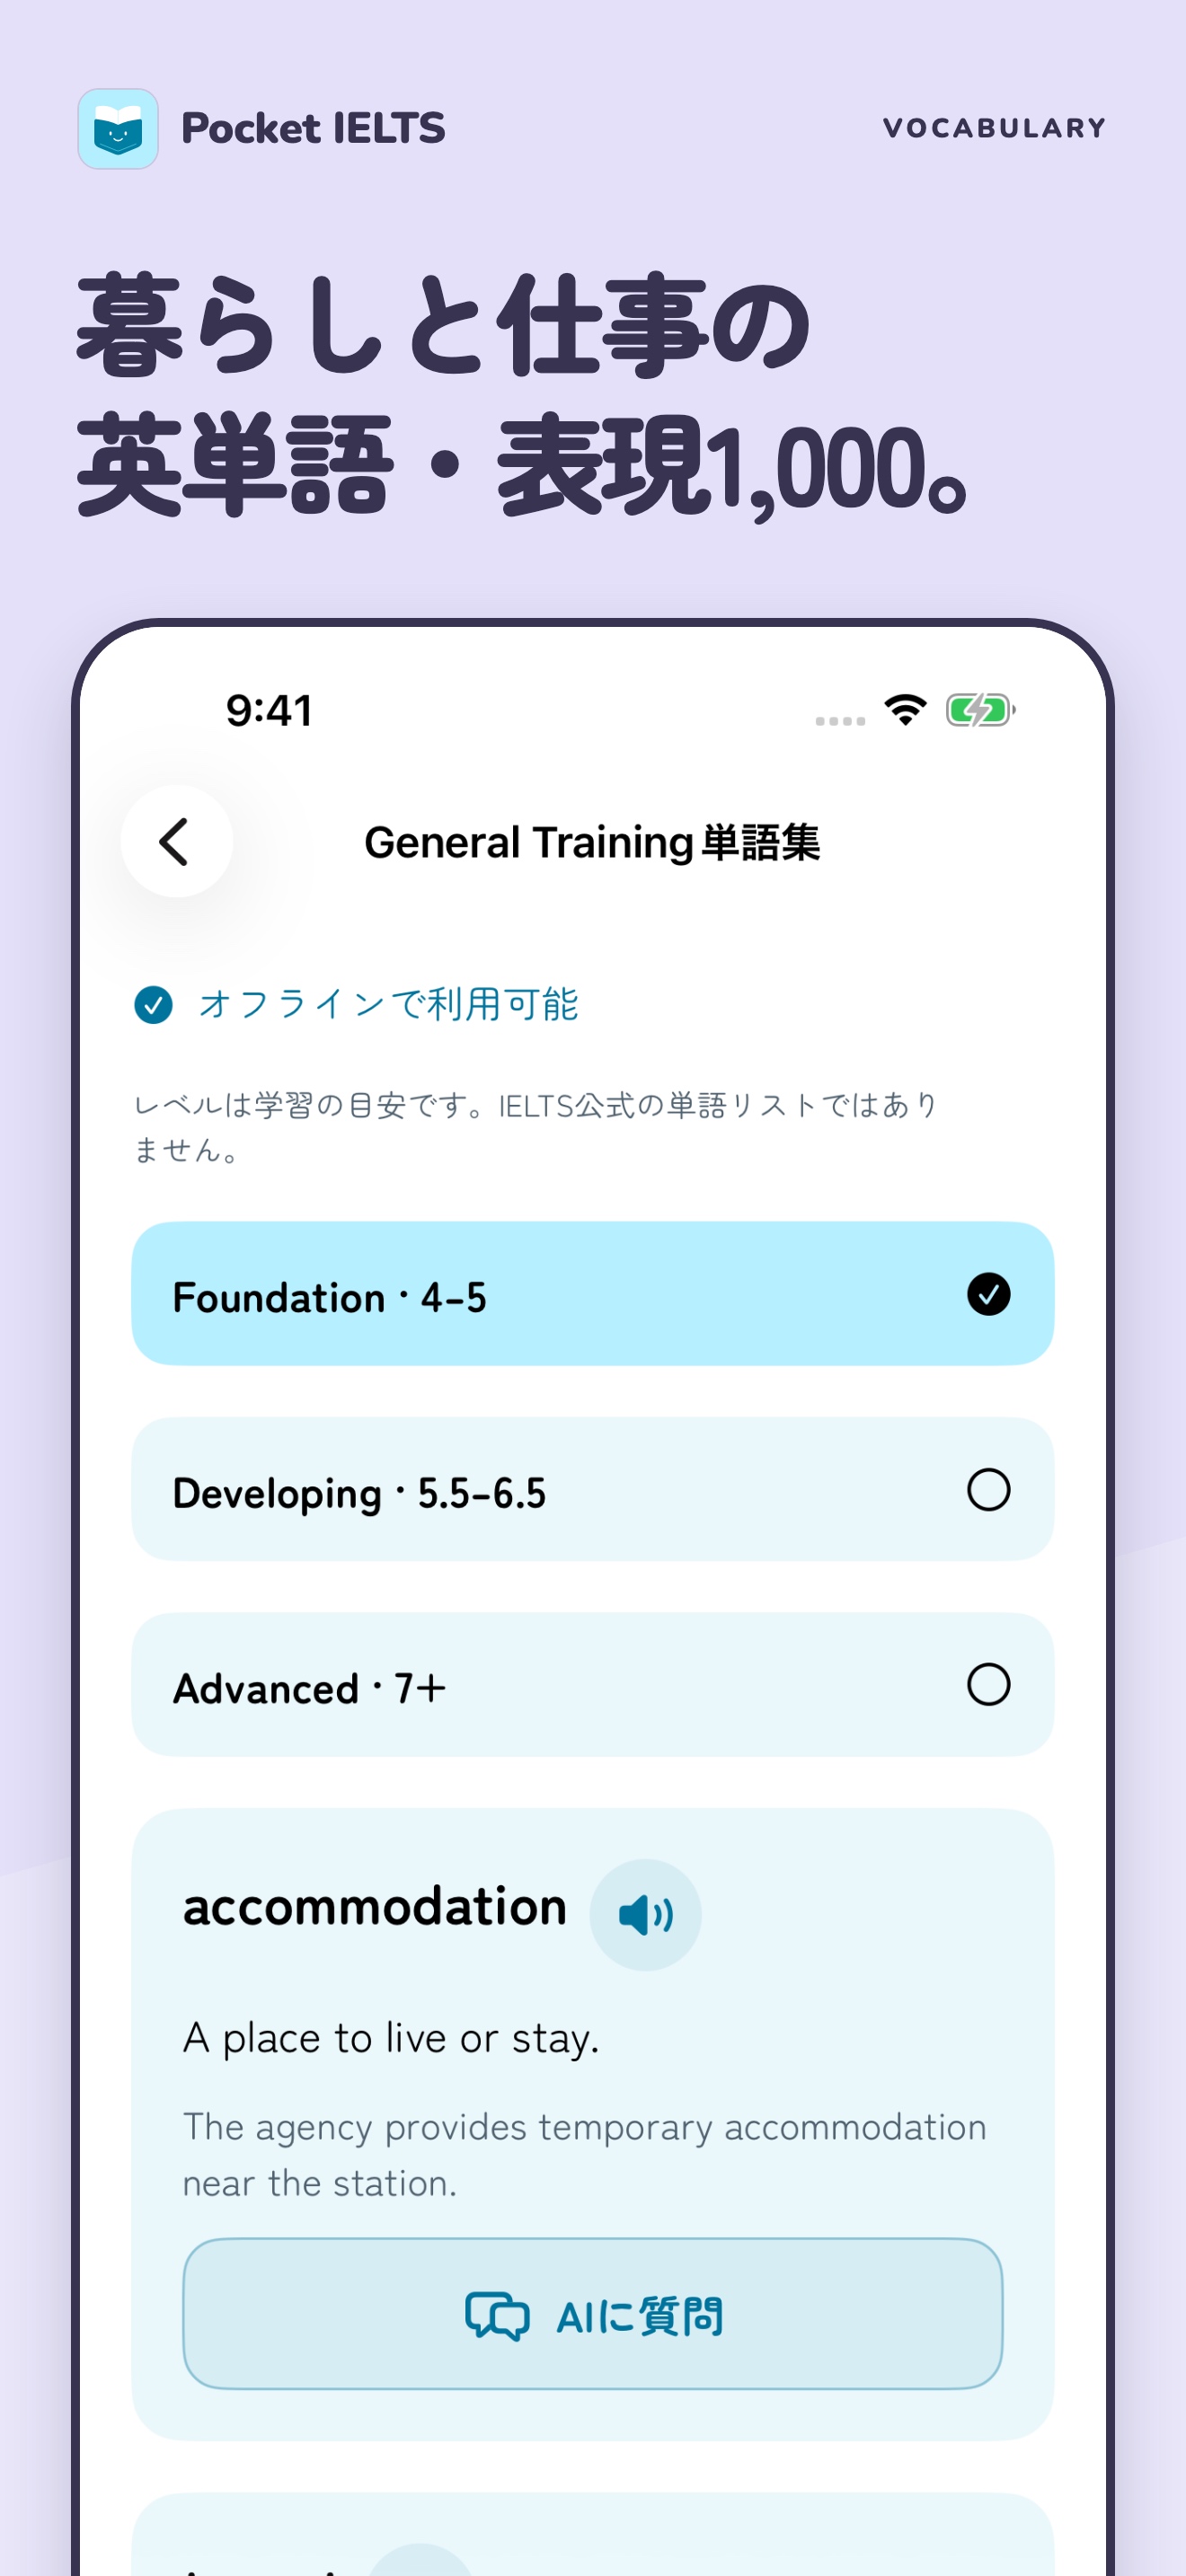 Pocket IELTS
VOCABULARY
暮らしと仕事の
英単語・表現1,000。
9:41
General Training 単語集
オフラインで利用可能
レベルは学習の目安です。IELTS公式の単語リストではあり
ません。
Foundation · 4–5
Developing · 5.5–6.5
Advanced · 7+
accommodation
A place to live or stay.
The agency provides temporary accommodation
near the station.
AIに質問